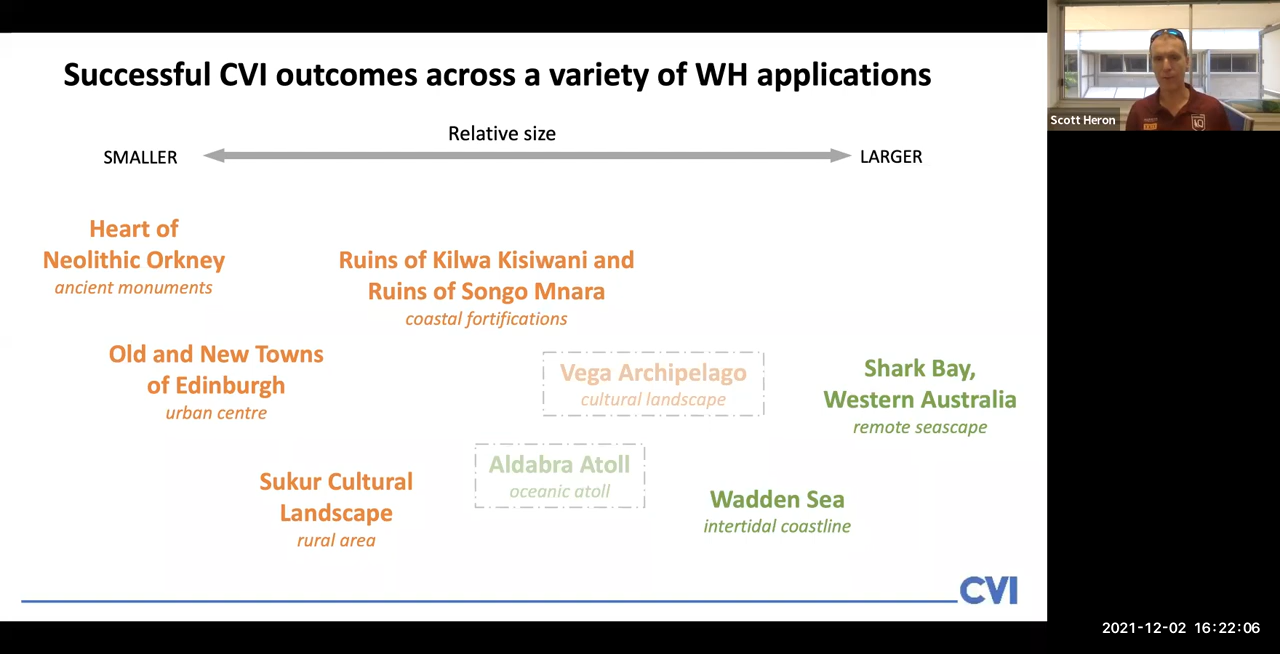 Successful CVI outcomes across a variety of WH applications
Relative size
SMALLER
LARGER
Heart of
Neolithic Orkney
ancient monuments
Ruins of Kilwa Kisiwani and
Ruins of Songo Mnara
coastal fortifications
Old and New Towns
of Edinburgh
urban centre
Vega Archipelago
cultural landscape
Shark Bay,
Western Australia
remote seascape
Aldabra Atoll
oceanic atoll
Sukur Cultural
Landscape
rural area
Wadden Sea
intertidal coastline
CVI
Scott Heron
2021-12-02 16:22:06